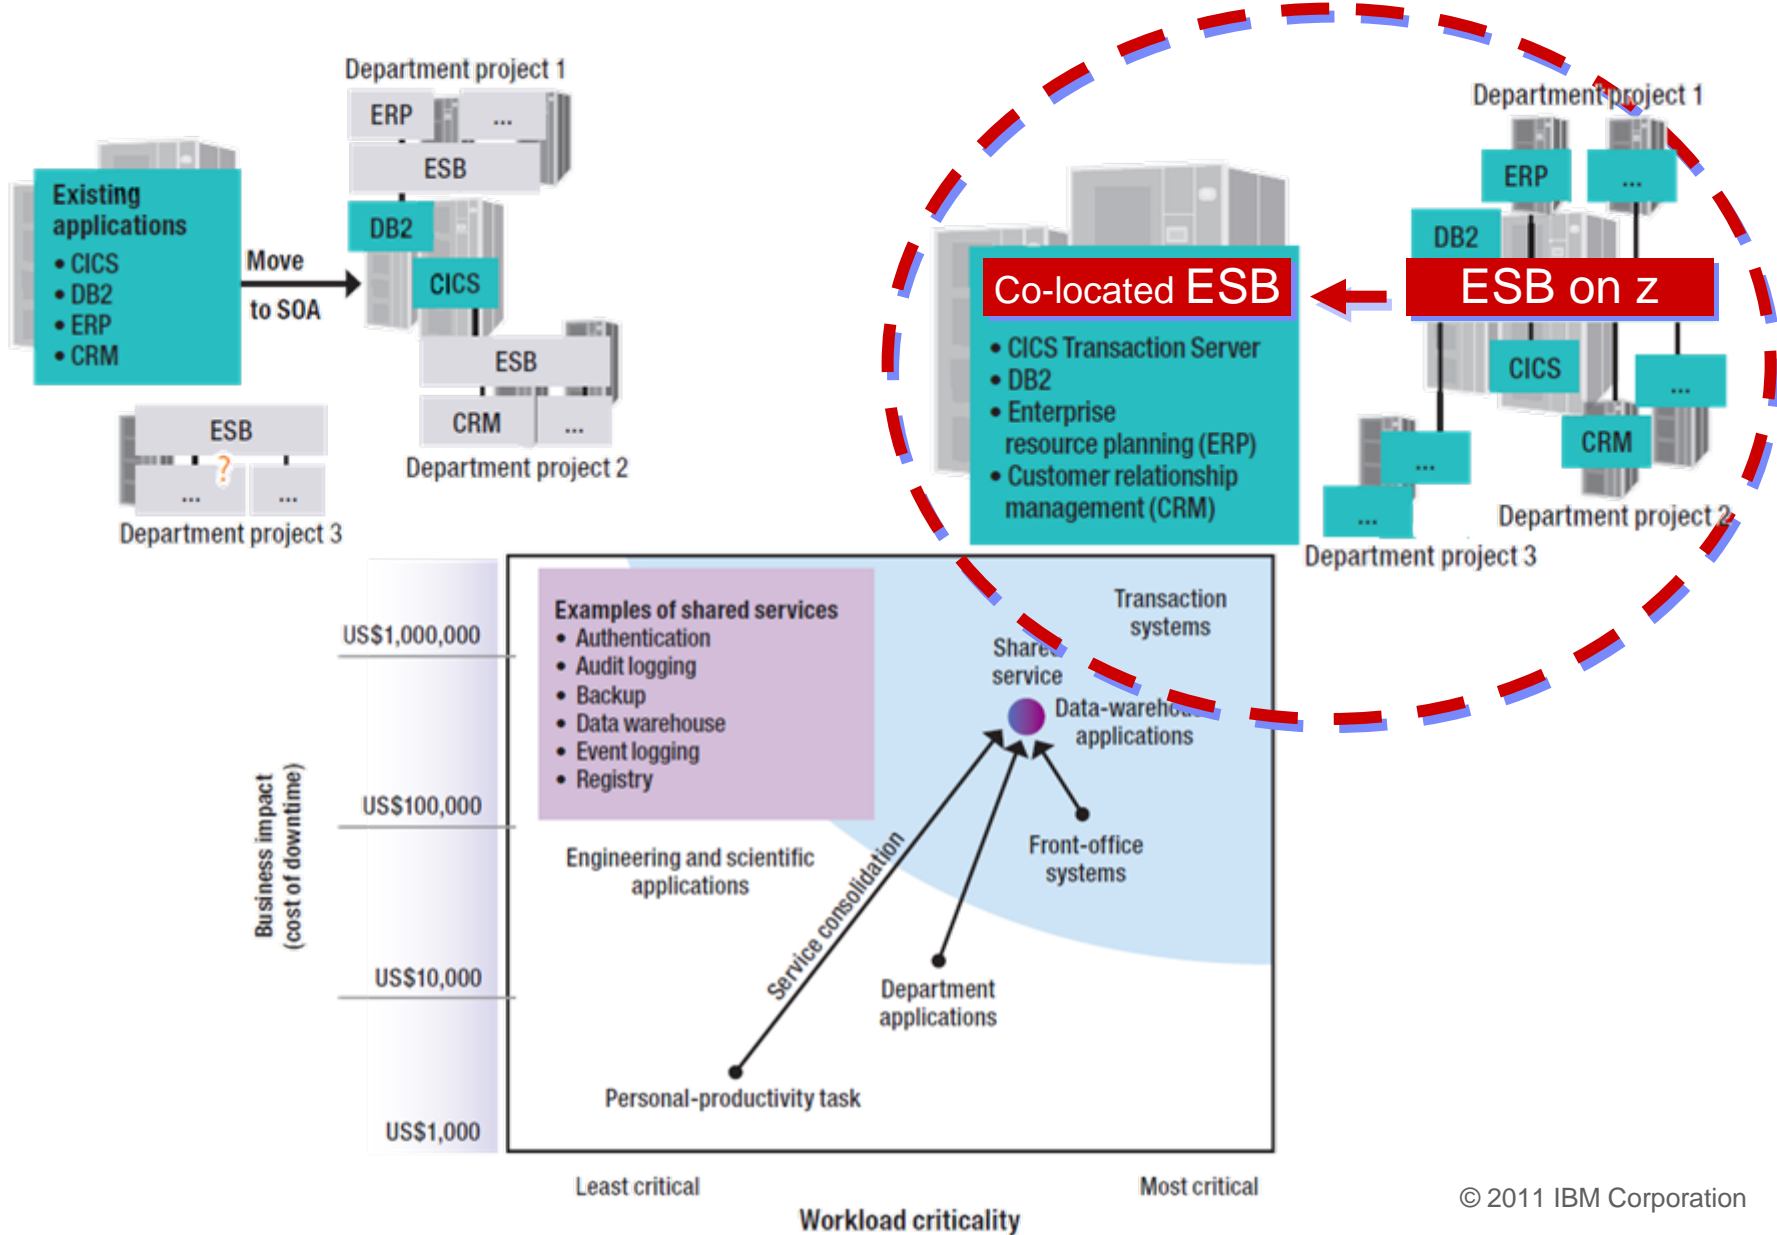 Department project 1
ERP
...
ESB
Existing
applications
• CICS
• DB2
• ERP
• CRM
Move
to SOA
DB2
CICS
ESB
CRM
...
Department project 2
ESB
?
...
...
Department project 3
Department project 1
ERP
...
DB2
Co-located ESB
ESB on z
• CICS Transaction Server
• DB2
• Enterprise
resource planning (ERP)
• Customer relationship
management (CRM)
CICS
...
CRM
...
...
Department project 2
Department project 3
US$1,000,000
US$100,000
US$10,000
US$1,000
Business impact
(cost of downtime)
Examples of shared services
• Authentication
• Audit logging
• Backup
• Data warehouse
• Event logging
• Registry
Transaction
systems
Shared
service
Data-warehouse
applications
Front-office
systems
Engineering and scientific
applications
Service consolidation
Department
applications
Personal-productivity task
Least critical
Most critical
Workload criticality
© 2011 IBM Corporation